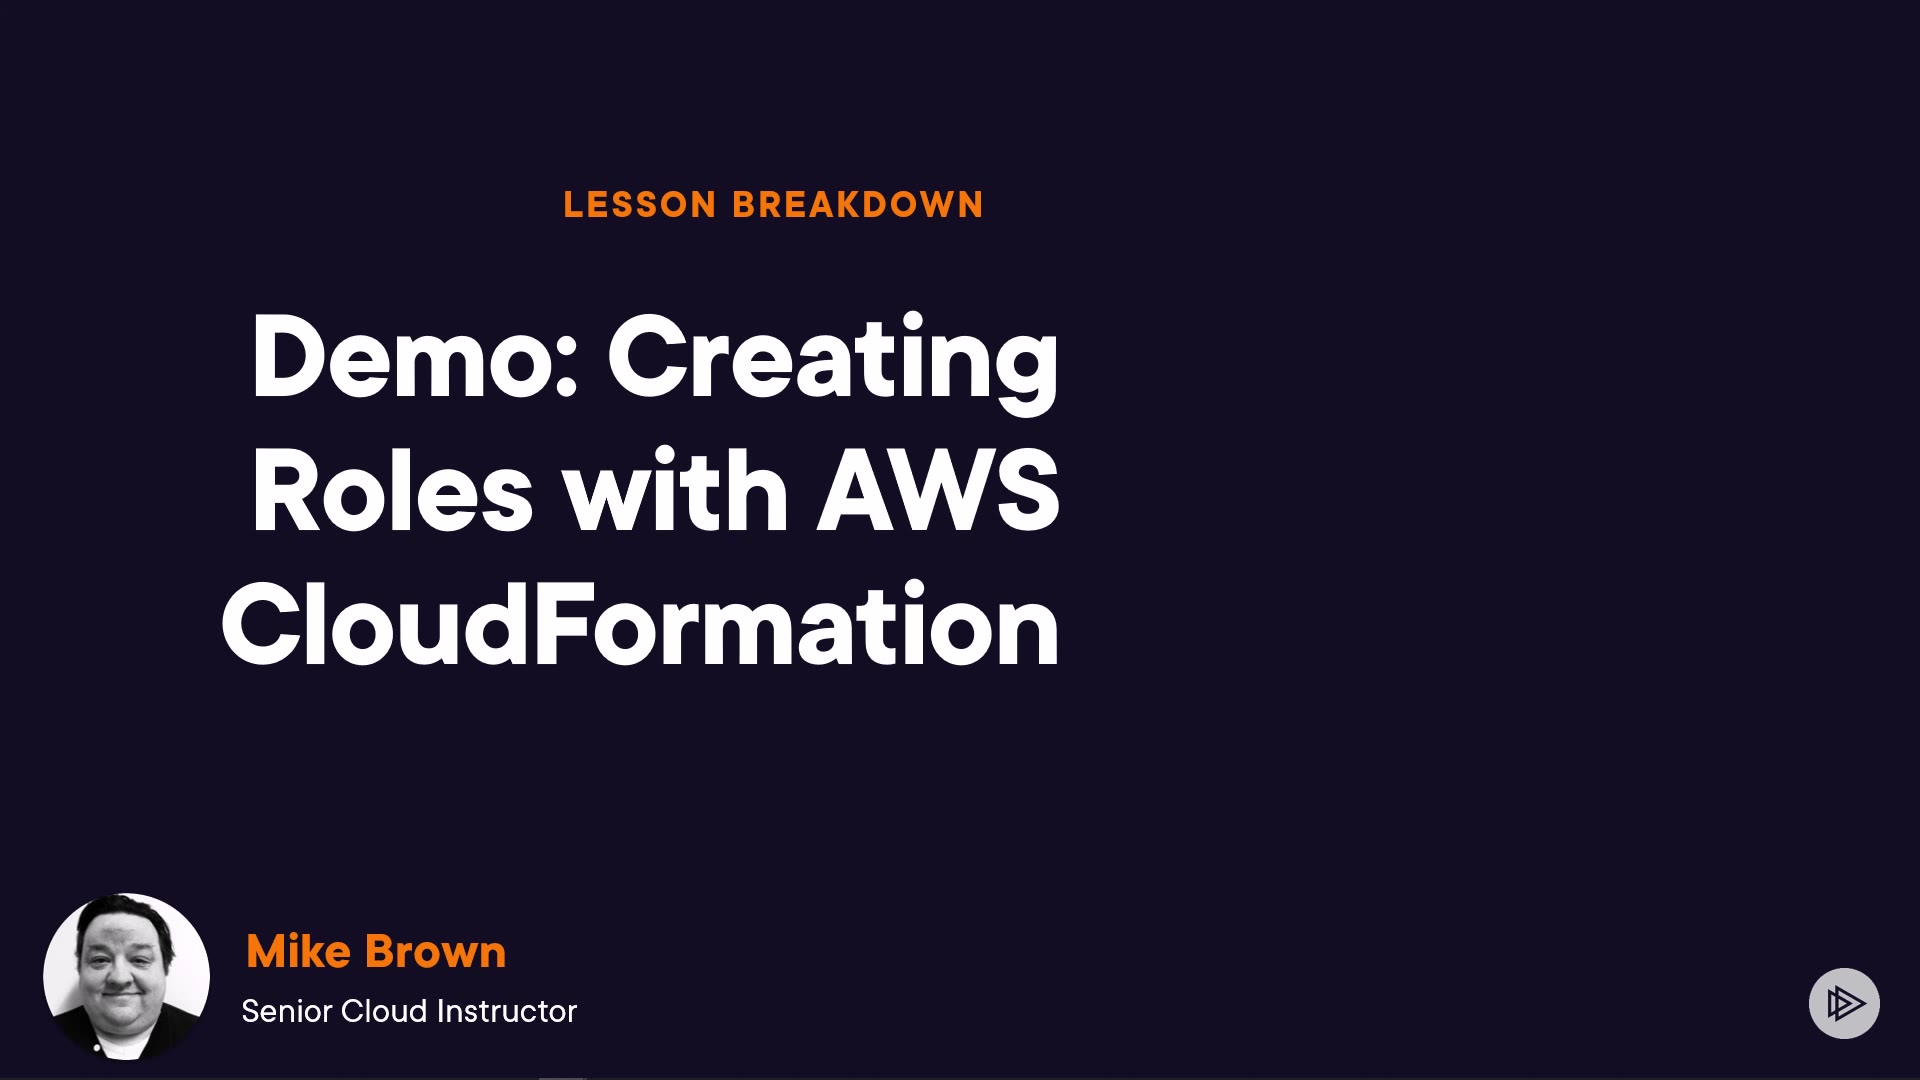 LESSON BREAKDOWN
Demo: Creating
Roles with AWS
CloudFormation
Mike Brown
Senior Cloud Instructor